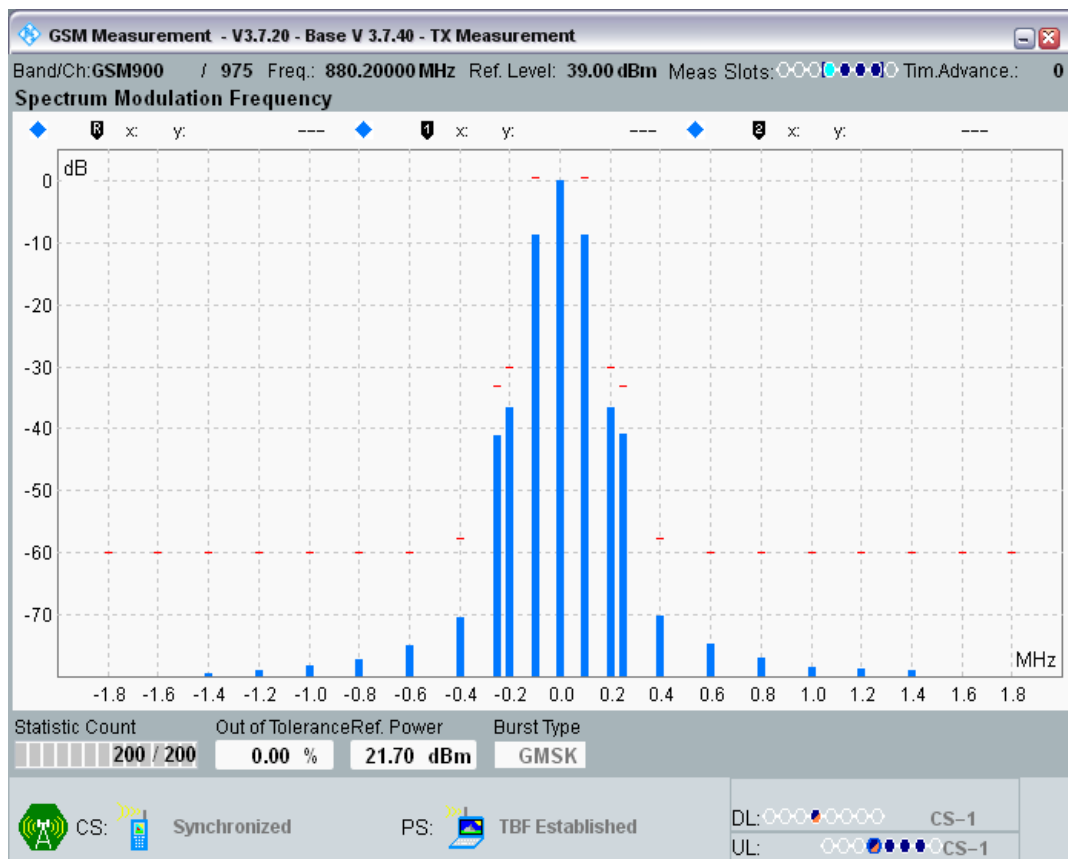 GSM Measurement - V3.7.20 - Base V 3.7.40 - TX Measurement
Band/Ch:GSM900 / 975 Freq.: 880.20000 MHz Ref. Level: 39.00 dBm Meas Slots: Tim.Advance.: 0
Spectrum Modulation Frequency
R x: y: --- 1 x: y: --- 2 x: y: ---
dB
0
-10
-20
-30
-40
-50
-60
-70
MHz
-1.8 -1.6 -1.4 -1.2 -1.0 -0.8 -0.6 -0.4 -0.2 0.0 0.2 0.4 0.6 0.8 1.0 1.2 1.4 1.6 1.8
Statistic Count Out of Tolerance Ref. Power Burst Type
200 / 200 0.00 % 21.70 dBm GMSK
CS: Synchronized PS: TBF Established
DL: CS-1
UL: CS-1